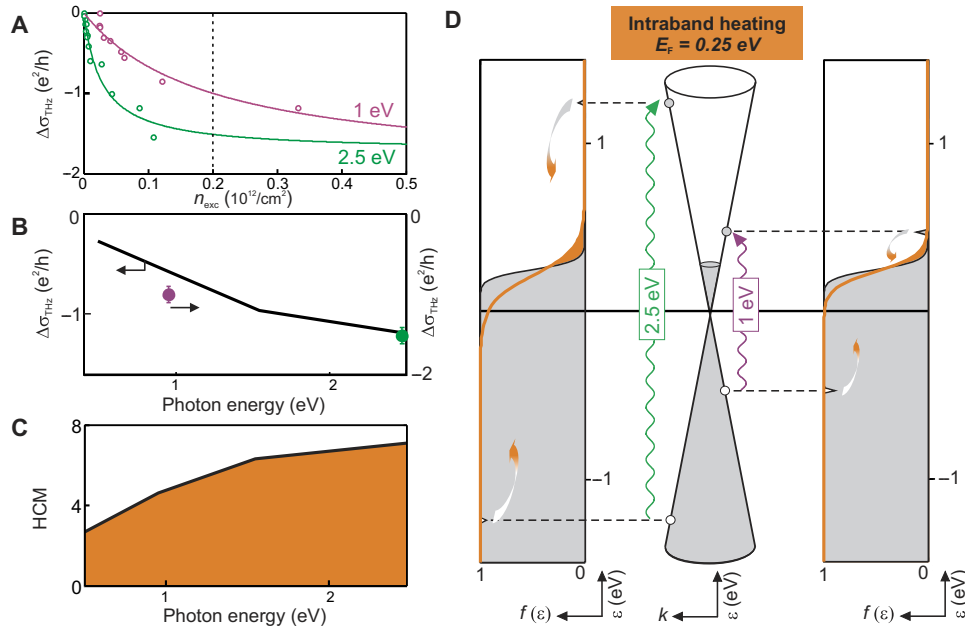 A
0
−1
−2
Δσ_THz (e²/h)
1 eV
2.5 eV
0
0.1
0.2
0.3
0.4
0.5
n_exc (10¹²/cm²)
B
0
−1
Δσ_THz (e²/h)
0
−2
Δσ_THz (e²/h)
1
2
Photon energy (eV)
C
8
4
0
HCM
1
2
Photon energy (eV)
D
Intraband heating
E_F = 0.25 eV
2.5 eV
1 eV
1
−1
1
−1
1
0
f (ε)
ε (eV)
k
ε (eV)
1
0
f (ε)
ε (eV)